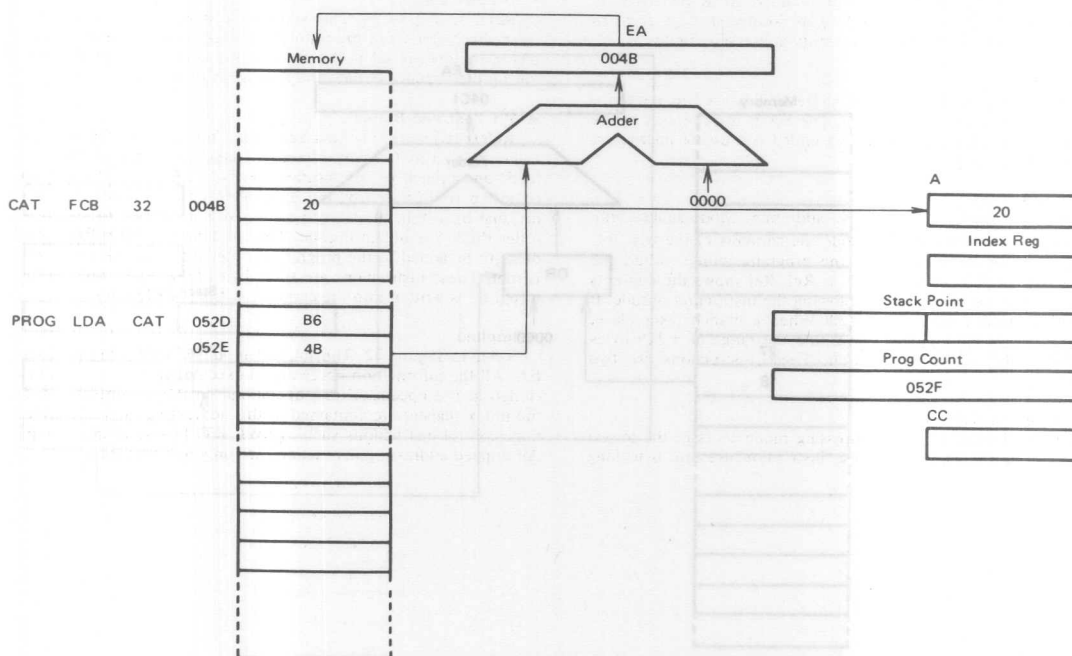 EA
004B
Memory
Adder
0000
A
CAT FCB 32 004B 20
20
Index Reg
Stack Point
PROG LDA CAT 052D B6
052E 4B
Prog Count
052F
CC